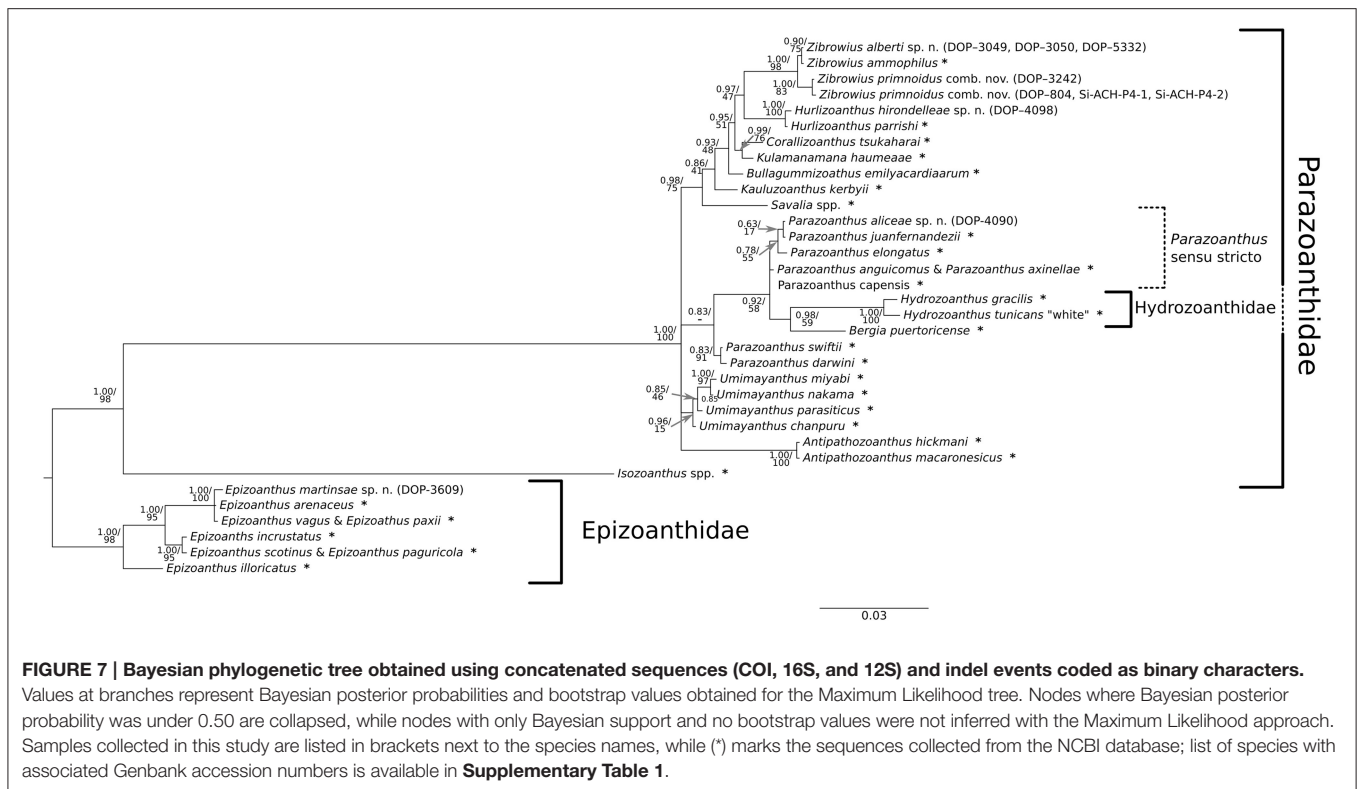 0.90/
75
Zibrowius alberti sp. n. (DOP–3049, DOP–3050, DOP–5332)
1.00/
98
Zibrowius ammophilus *
Zibrowius primnoidus comb. nov. (DOP–3242)
1.00/
83
Zibrowius primnoidus comb. nov. (DOP–804, Si-ACH-P4-1, Si-ACH-P4-2)
0.97/
47
1.00/
100
Hurlizoanthus hirondelleae sp. n. (DOP–4098)
0.95/
51
Hurlizoanthus parrishi *
0.99/
76
Corallizoanthus tsukaharai *
0.93/
48
Kulamanamana haumeaae *
0.86/
41
Bullagummizoathus emilyacardiaarum *
0.98/
75
Kauluzoanthus kerbyii *
Savalia spp. *
0.63/
17
Parazoanthus aliceae sp. n. (DOP-4090)
Parazoanthus juanfernandezii *
0.78/
55
Parazoanthus elongatus *
Parazoanthus anguicomus & Parazoanthus axinellae *
Parazoanthus capensis *
Parazoanthus
sensu stricto
0.92/
58
Hydrozoanthus gracilis *
1.00/
100
Hydrozoanthus tunicans "white" *
Hydrozoanthidae
0.98/
59
Bergia puertoricense *
0.83/
-
1.00/
100
Parazoanthus swiftii *
0.83/
91
Parazoanthus darwini *
Parazoanthidae
1.00/
97
Umimayanthus miyabi *
0.85
Umimayanthus nakama *
0.85/
46
Umimayanthus parasiticus *
0.96/
15
Umimayanthus chanpuru *
Antipathozoanthus hickmani *
1.00/
100
Antipathozoanthus macaronesicus *
1.00/
98
Isozoanthus spp. *
1.00/
100
Epizoanthus martinsae sp. n. (DOP-3609)
Epizoanthus arenaceus *
1.00/
95
Epizoanthus vagus & Epizoathus paxii *
1.00/
98
Epizoanths incrustatus *
1.00/
95
Epizoanthus scotinus & Epizoanthus paguricola *
Epizoanthus illoricatus *
Epizoanthidae
0.03
FIGURE 7 | Bayesian phylogenetic tree obtained using concatenated sequences (COI, 16S, and 12S) and indel events coded as binary characters.
Values at branches represent Bayesian posterior probabilities and bootstrap values obtained for the Maximum Likelihood tree. Nodes where Bayesian posterior
probability was under 0.50 are collapsed, while nodes with only Bayesian support and no bootstrap values were not inferred with the Maximum Likelihood approach.
Samples collected in this study are listed in brackets next to the species names, while (*) marks the sequences collected from the NCBI database; list of species with
associated Genbank accession numbers is available in Supplementary Table 1.